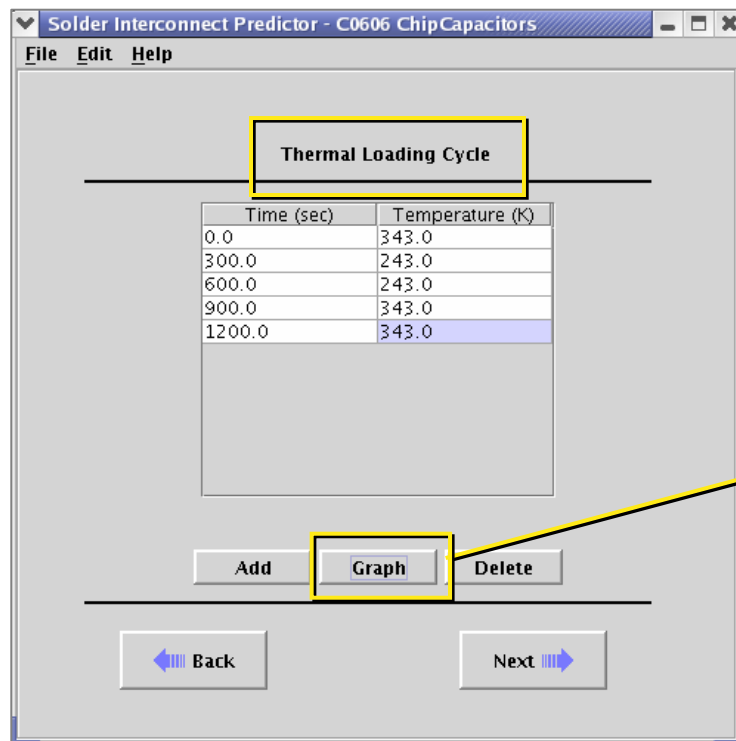 Solder Interconnect Predictor - C0606 ChipCapacitors
File Edit Help
Thermal Loading Cycle
Time (sec) Temperature (K)
0.0 343.0
300.0 243.0
600.0 243.0
900.0 343.0
1200.0 343.0
Add Graph Delete
Back Next